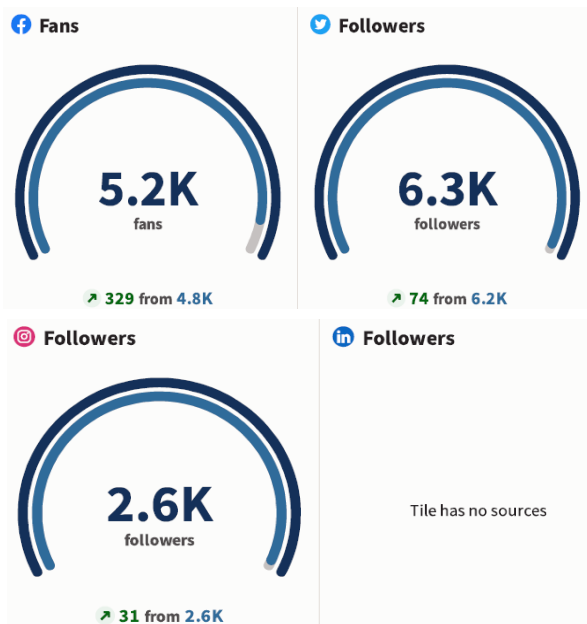 Fans
5.2K
fans
329 from 4.8K
Followers
6.3K
followers
74 from 6.2K
Followers
2.6K
followers
31 from 2.6K
in Followers
Tile has no sources